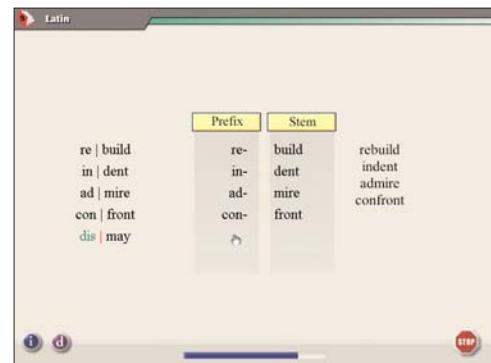 Latin
Prefix Stem
re | build re- build rebuild
in | dent in- dent indent
ad | mire ad- mire admire
con | front con- front confront
dis | may
i d STOP